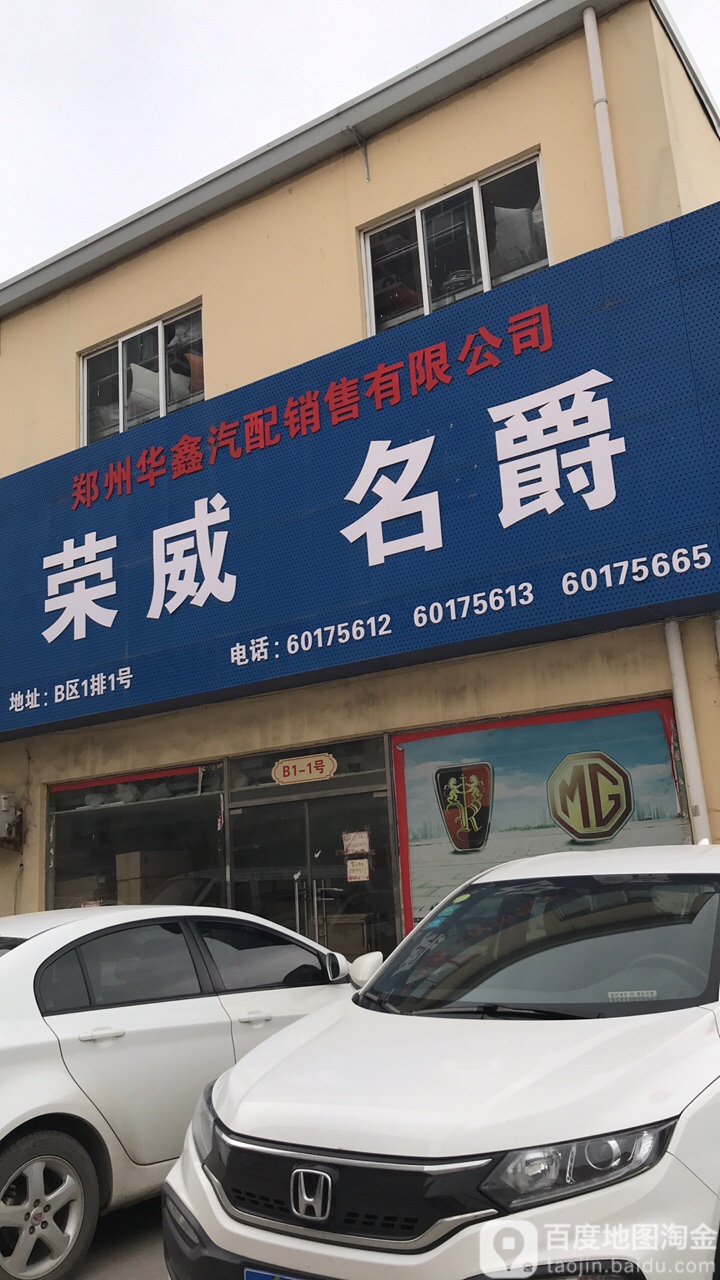 郑州华鑫汽配销售有限公司
荣威 名爵
地址：B区1排1号 电话：60175612 60175613 60175665
B1-1号
R
MG
百度地图淘金
taojin.baidu.com